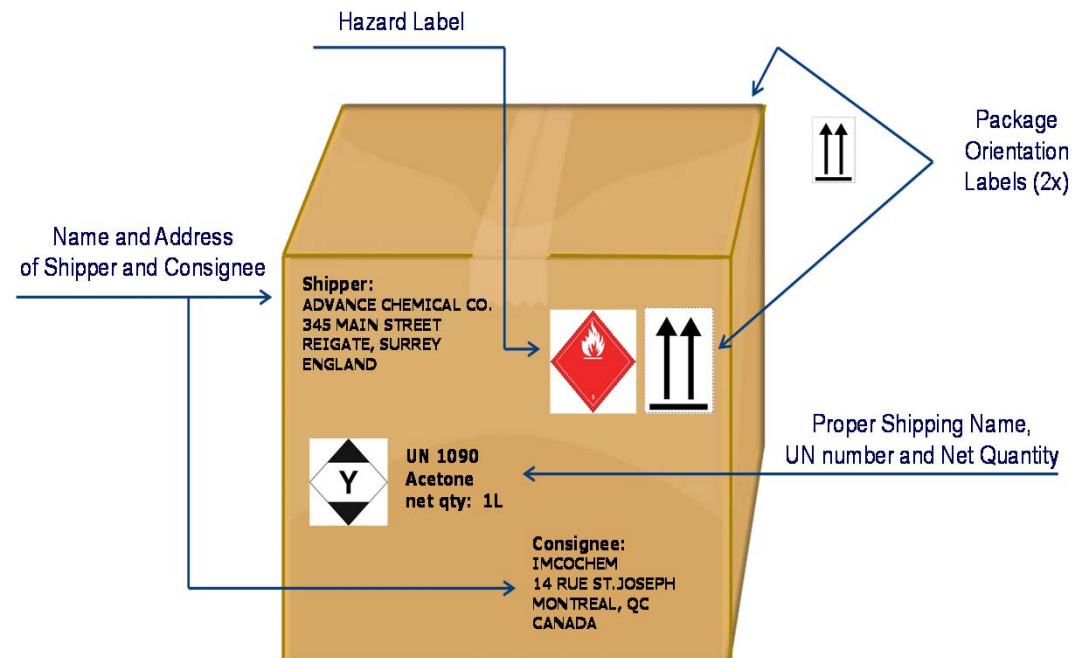 Hazard Label
Package
Orientation
Labels (2x)
Name and Address
of Shipper and Consignee
Shipper:
ADVANCE CHEMICAL CO.
345 MAIN STREET
REIGATE, SURREY
ENGLAND
3
Proper Shipping Name,
UN number and Net Quantity
Y
UN 1090
Acetone
net qty: 1L
Consignee:
IMCOCHEM
14 RUE ST.JOSEPH
MONTREAL, QC
CANADA